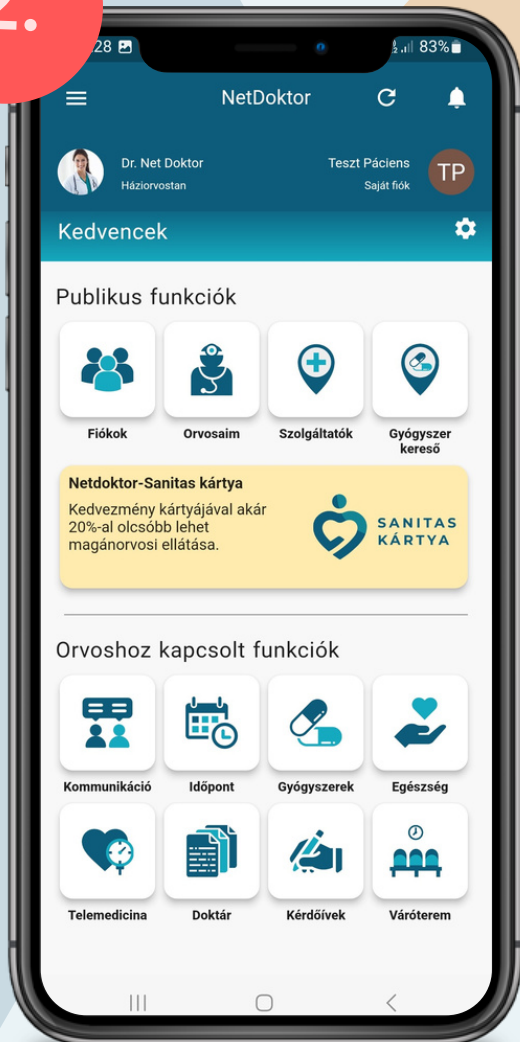 2.
28
83%
NetDoktor
Dr. Net Doktor
Háziorvostan
Teszt Páciens
Saját fiók
TP
Kedvencek
Publikus funkciók
Fiókok
Orvosaim
Szolgáltatók
Gyógyszer
kereső
Netdoktor-Sanitas kártya
Kedvezmény kártyájával akár
20%-al olcsóbb lehet
magánorvosi ellátása.
SANITAS
KÁRTYA
Orvoshoz kapcsolt funkciók
Kommunikáció
Időpont
Gyógyszerek
Egészség
Telemedicina
Doktár
Kérdőívek
Váróterem